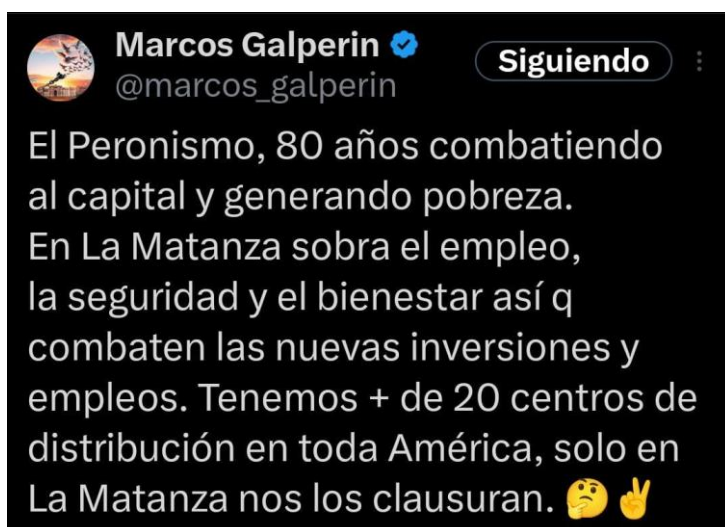 Marcos Galperin
Siguiendo
@marcos_galperin
El Peronismo, 80 años combatiendo
al capital y generando pobreza.
En La Matanza sobra el empleo,
la seguridad y el bienestar así q
combaten las nuevas inversiones y
empleos. Tenemos + de 20 centros de
distribución en toda América, solo en
La Matanza nos los clausuran. 🤔✌️